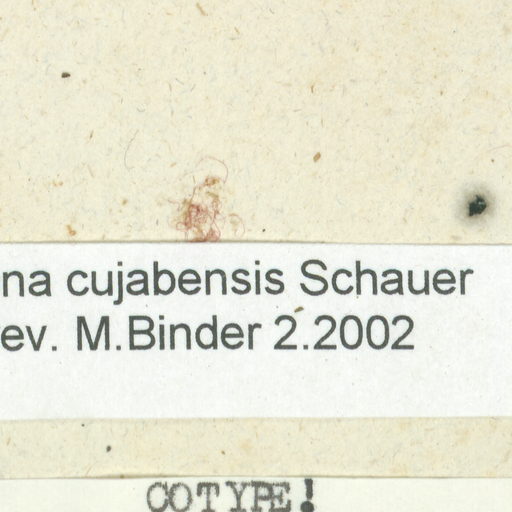 na cujabensis Schauer
ev. M.Binder 2.2002
COTYPE!